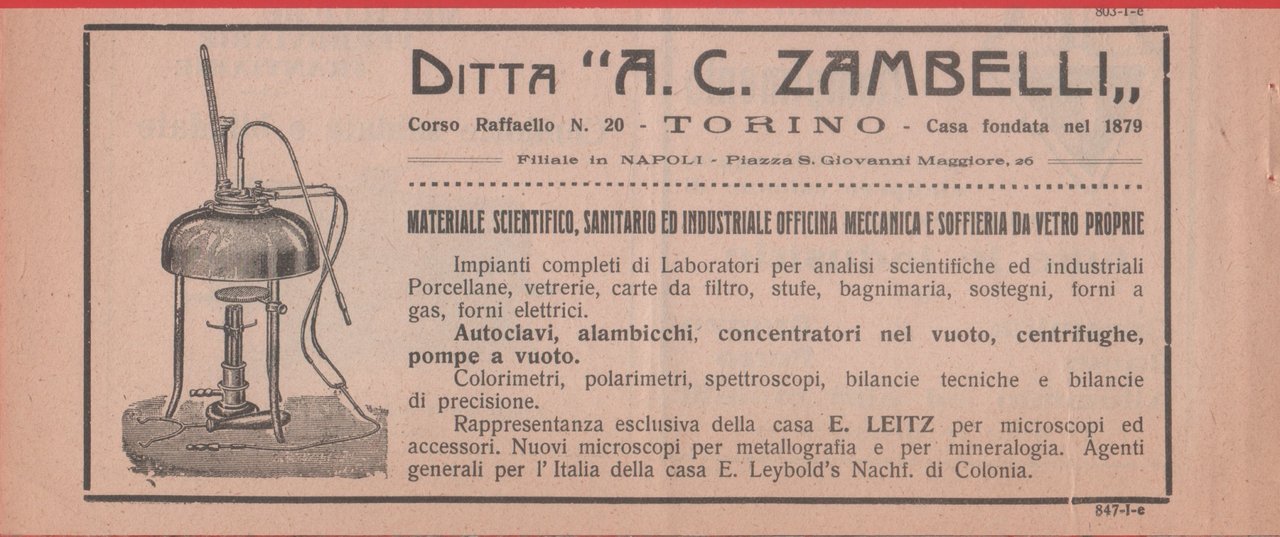 803-I-e
DITTA "A. C. ZAMBELLI„
Corso Raffaello N. 20 - TORINO - Casa fondata nel 1879
Filiale in NAPOLI - Piazza S. Giovanni Maggiore, 26
MATERIALE SCIENTIFICO, SANITARIO ED INDUSTRIALE OFFICINA MECCANICA E SOFFIERIA DA VETRO PROPRIE
Impianti completi di Laboratori per analisi scientifiche ed industriali
Porcellane, vetrerie, carte da filtro, stufe, bagnimaria, sostegni, forni a
gas, forni elettrici.
Autoclavi, alambicchi, concentratori nel vuoto, centrifughe,
pompe a vuoto.
Colorimetri, polarimetri, spettroscopi, bilancie tecniche e bilancie
di precisione.
Rappresentanza esclusiva della casa E. LEITZ per microscopi ed
accessori. Nuovi microscopi per metallografia e per mineralogia. Agenti
generali per l'Italia della casa E. Leybold's Nachf. di Colonia.
847-I-e